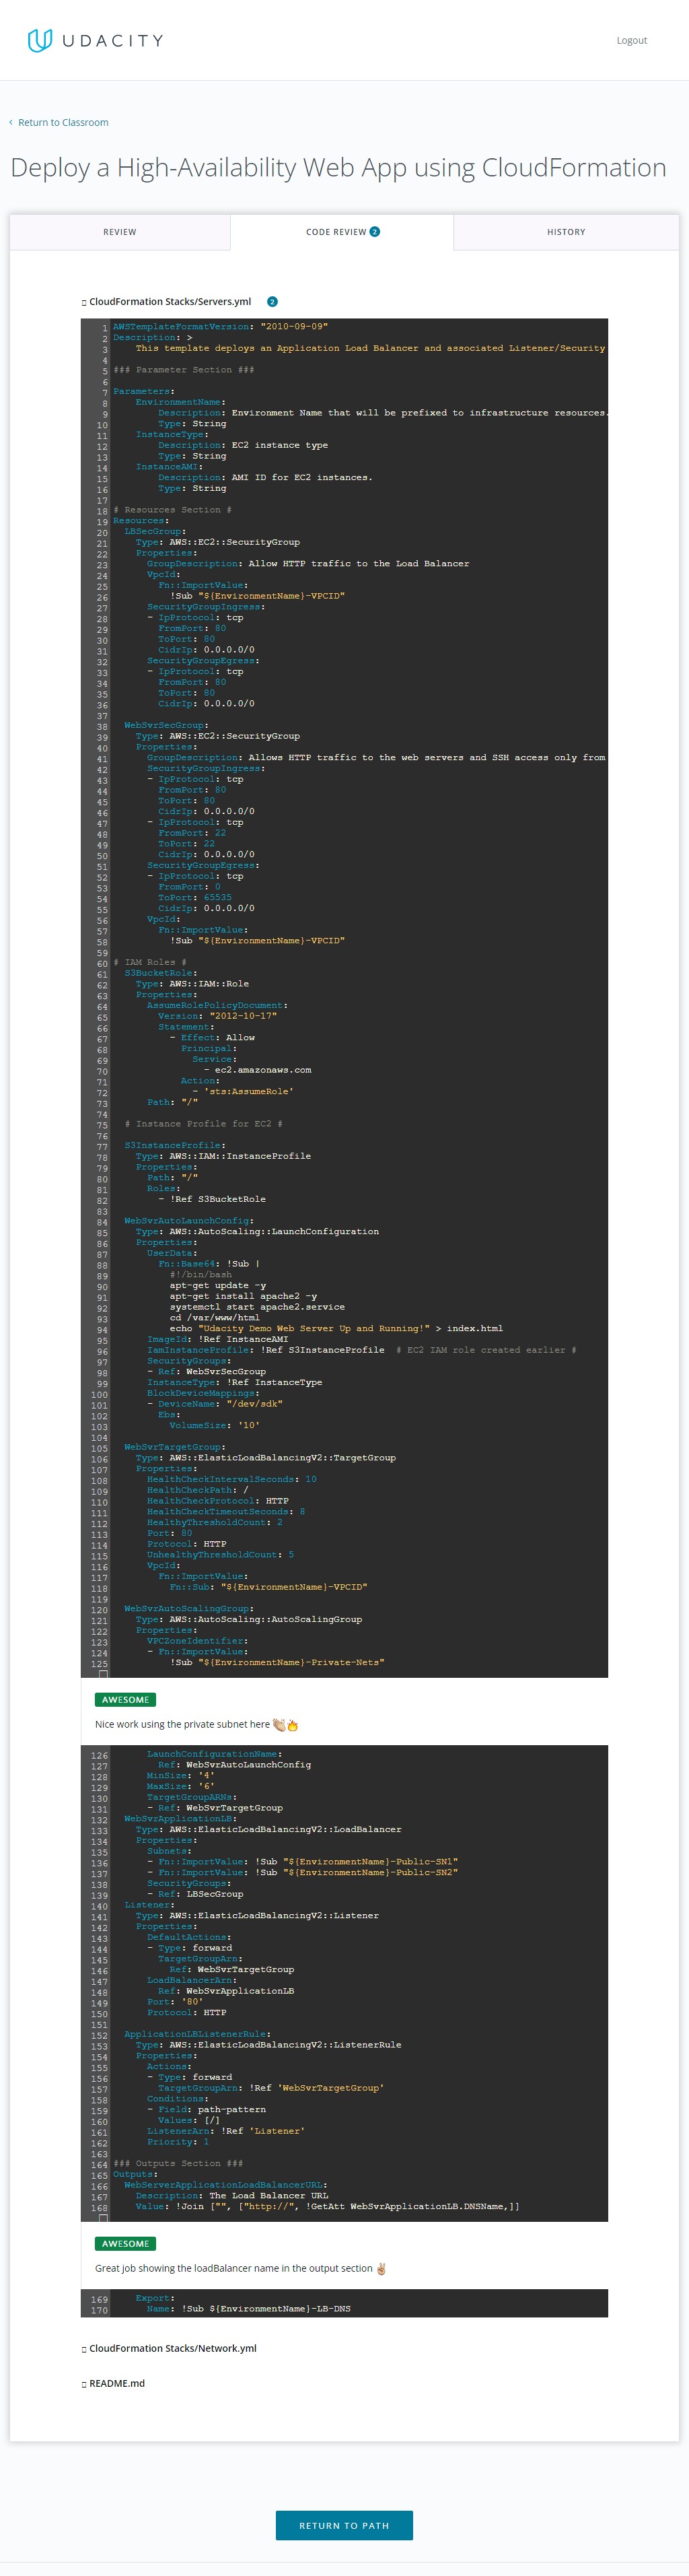 UDACITY
Logout
Return to Classroom
Deploy a High-Availability Web App using CloudFormation
REVIEW
CODE REVIEW 2
HISTORY
CloudFormation Stacks/Servers.yml 2
1 AWSTemplateFormatVersion: "2010-09-09"
2 Description: >
3 This template deploys an Application Load Balancer and associated Listener/Security
4
5 ### Parameter Section ###
6
7 Parameters:
8 EnvironmentName:
9 Description: Environment Name that will be prefixed to infrastructure resources.
10 Type: String
11 InstanceType:
12 Description: EC2 instance type
13 Type: String
14 InstanceAMI:
15 Description: AMI ID for EC2 instances.
16 Type: String
17
18 # Resources Section #
19 Resources:
20 LBSecGroup:
21 Type: AWS::EC2::SecurityGroup
22 Properties:
23 GroupDescription: Allow HTTP traffic to the Load Balancer
24 VpcId:
25 Fn::ImportValue:
26 !Sub "${EnvironmentName}-VPCID"
27 SecurityGroupIngress:
28 - IpProtocol: tcp
29 FromPort: 80
30 ToPort: 80
31 CidrIp: 0.0.0.0/0
32 SecurityGroupEgress:
33 - IpProtocol: tcp
34 FromPort: 80
35 ToPort: 80
36 CidrIp: 0.0.0.0/0
37
38 WebSvrSecGroup:
39 Type: AWS::EC2::SecurityGroup
40 Properties:
41 GroupDescription: Allows HTTP traffic to the web servers and SSH access only from
42 SecurityGroupIngress:
43 - IpProtocol: tcp
44 FromPort: 80
45 ToPort: 80
46 CidrIp: 0.0.0.0/0
47 - IpProtocol: tcp
48 FromPort: 22
49 ToPort: 22
50 CidrIp: 0.0.0.0/0
51 SecurityGroupEgress:
52 - IpProtocol: tcp
53 FromPort: 0
54 ToPort: 65535
55 CidrIp: 0.0.0.0/0
56 VpcId:
57 Fn::ImportValue:
58 !Sub "${EnvironmentName}-VPCID"
59
60 # IAM Roles #
61 S3BucketRole:
62 Type: AWS::IAM::Role
63 Properties:
64 AssumeRolePolicyDocument:
65 Version: "2012-10-17"
66 Statement:
67 - Effect: Allow
68 Principal:
69 Service:
70 - ec2.amazonaws.com
71 Action:
72 - 'sts:AssumeRole'
73 Path: "/"
74
75 # Instance Profile for EC2 #
76
77 S3InstanceProfile:
78 Type: AWS::IAM::InstanceProfile
79 Properties:
80 Path: "/"
81 Roles:
82 - !Ref S3BucketRole
83
84 WebSvrAutoLaunchConfig:
85 Type: AWS::AutoScaling::LaunchConfiguration
86 Properties:
87 UserData:
88 Fn::Base64: !Sub |
89 #!/bin/bash
90 apt-get update -y
91 apt-get install apache2 -y
92 systemctl start apache2.service
93 cd /var/www/html
94 echo "Udacity Demo Web Server Up and Running!" > index.html
95 ImageId: !Ref InstanceAMI
96 IamInstanceProfile: !Ref S3InstanceProfile # EC2 IAM role created earlier #
97 SecurityGroups:
98 - Ref: WebSvrSecGroup
99 InstanceType: !Ref InstanceType
100 BlockDeviceMappings:
101 - DeviceName: "/dev/sdk"
102 Ebs:
103 VolumeSize: '10'
104
105 WebSvrTargetGroup:
106 Type: AWS::ElasticLoadBalancingV2::TargetGroup
107 Properties:
108 HealthCheckIntervalSeconds: 10
109 HealthCheckPath: /
110 HealthCheckProtocol: HTTP
111 HealthCheckTimeoutSeconds: 8
112 HealthyThresholdCount: 2
113 Port: 80
114 Protocol: HTTP
115 UnhealthyThresholdCount: 5
116 VpcId:
117 Fn::ImportValue:
118 Fn::Sub: "${EnvironmentName}-VPCID"
119
120 WebSvrAutoScalingGroup:
121 Type: AWS::AutoScaling::AutoScalingGroup
122 Properties:
123 VPCZoneIdentifier:
124 - Fn::ImportValue:
125 !Sub "${EnvironmentName}-Private-Nets"
AWESOME
Nice work using the private subnet here 👏🔥
126 LaunchConfigurationName:
127 Ref: WebSvrAutoLaunchConfig
128 MinSize: '4'
129 MaxSize: '6'
130 TargetGroupARNs:
131 - Ref: WebSvrTargetGroup
132 WebSvrApplicationLB:
133 Type: AWS::ElasticLoadBalancingV2::LoadBalancer
134 Properties:
135 Subnets:
136 - Fn::ImportValue: !Sub "${EnvironmentName}-Public-SN1"
137 - Fn::ImportValue: !Sub "${EnvironmentName}-Public-SN2"
138 SecurityGroups:
139 - Ref: LBSecGroup
140 Listener:
141 Type: AWS::ElasticLoadBalancingV2::Listener
142 Properties:
143 DefaultActions:
144 - Type: forward
145 TargetGroupArn:
146 Ref: WebSvrTargetGroup
147 LoadBalancerArn:
148 Ref: WebSvrApplicationLB
149 Port: '80'
150 Protocol: HTTP
151
152 ApplicationLBListenerRule:
153 Type: AWS::ElasticLoadBalancingV2::ListenerRule
154 Properties:
155 Actions:
156 - Type: forward
157 TargetGroupArn: !Ref 'WebSvrTargetGroup'
158 Conditions:
159 - Field: path-pattern
160 Values: [/]
161 ListenerArn: !Ref 'Listener'
162 Priority: 1
163
164 ### Outputs Section ###
165 Outputs:
166 WebServerApplicationLoadBalancerURL:
167 Description: The Load Balancer URL
168 Value: !Join ["", ["http://", !GetAtt WebSvrApplicationLB.DNSName,]]
AWESOME
Great job showing the loadBalancer name in the output section ✌
169 Export:
170 Name: !Sub ${EnvironmentName}-LB-DNS
CloudFormation Stacks/Network.yml
README.md
RETURN TO PATH